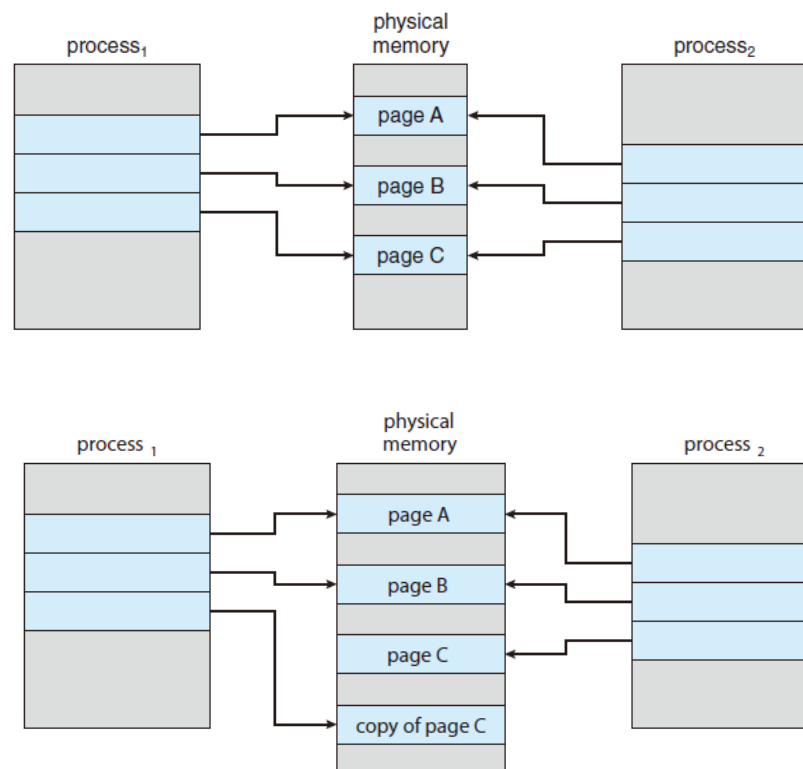 physical
memory
process₁
process₂
page A
page B
page C
physical
memory
process ₁
process ₂
page A
page B
page C
copy of page C